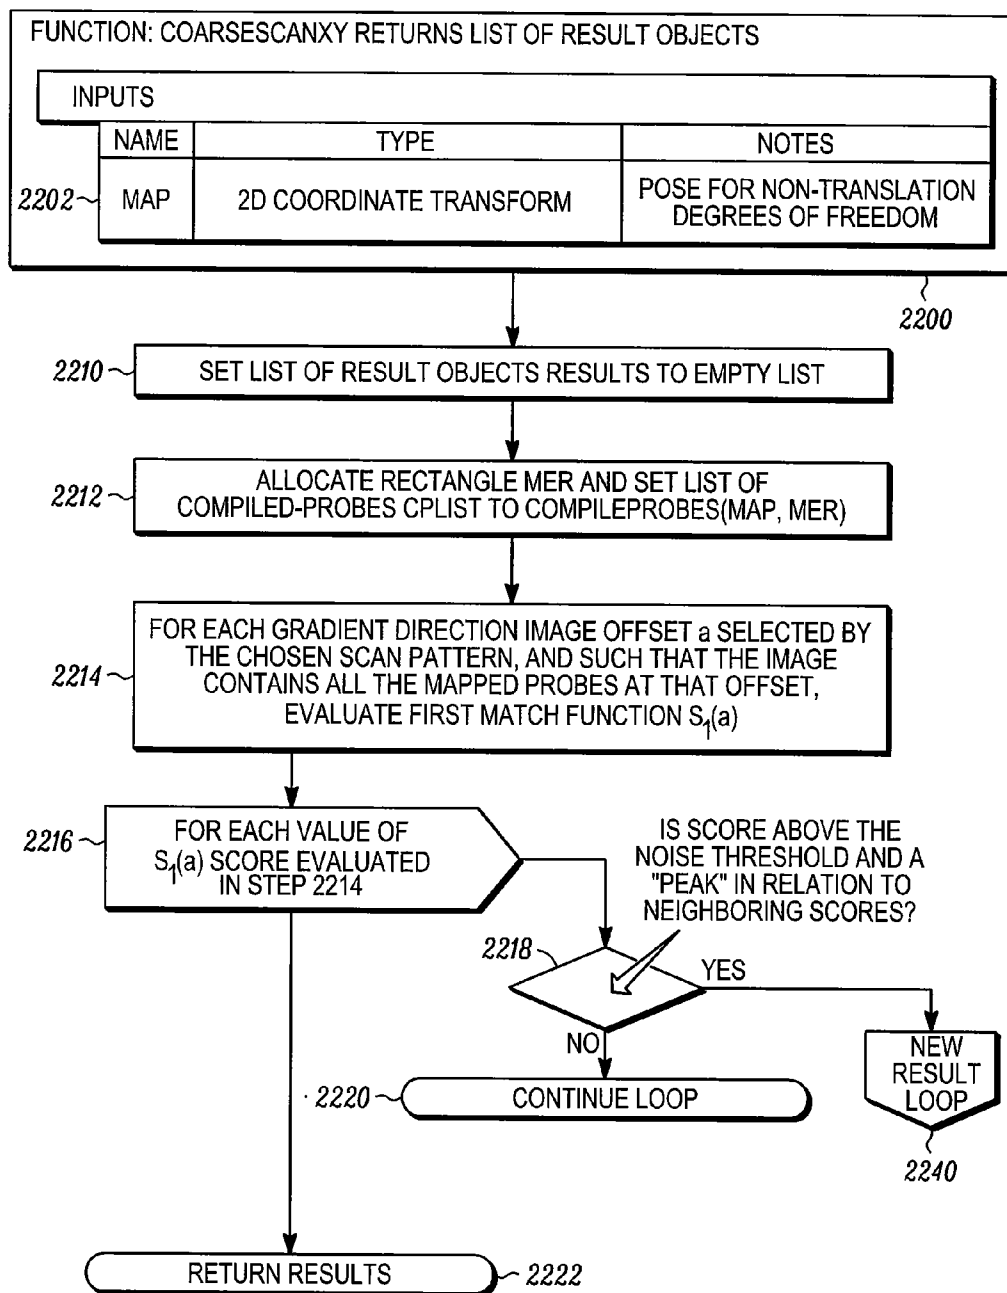 FUNCTION: COARSESCANXY RETURNS LIST OF RESULT OBJECTS
INPUTS
NAME TYPE NOTES
2202 MAP 2D COORDINATE TRANSFORM POSE FOR NON-TRANSLATION
DEGREES OF FREEDOM
2200
2210 SET LIST OF RESULT OBJECTS RESULTS TO EMPTY LIST
2212 ALLOCATE RECTANGLE MER AND SET LIST OF
COMPILED-PROBES CPLIST TO COMPILEPROBES(MAP, MER)
2214 FOR EACH GRADIENT DIRECTION IMAGE OFFSET a SELECTED BY
THE CHOSEN SCAN PATTERN, AND SUCH THAT THE IMAGE
CONTAINS ALL THE MAPPED PROBES AT THAT OFFSET,
EVALUATE FIRST MATCH FUNCTION S₁(a)
2216 FOR EACH VALUE OF
S₁(a) SCORE EVALUATED
IN STEP 2214
IS SCORE ABOVE THE
NOISE THRESHOLD AND A
"PEAK" IN RELATION TO
NEIGHBORING SCORES?
2218
YES
NO
2220 CONTINUE LOOP
NEW
RESULT
LOOP
2240
RETURN RESULTS 2222